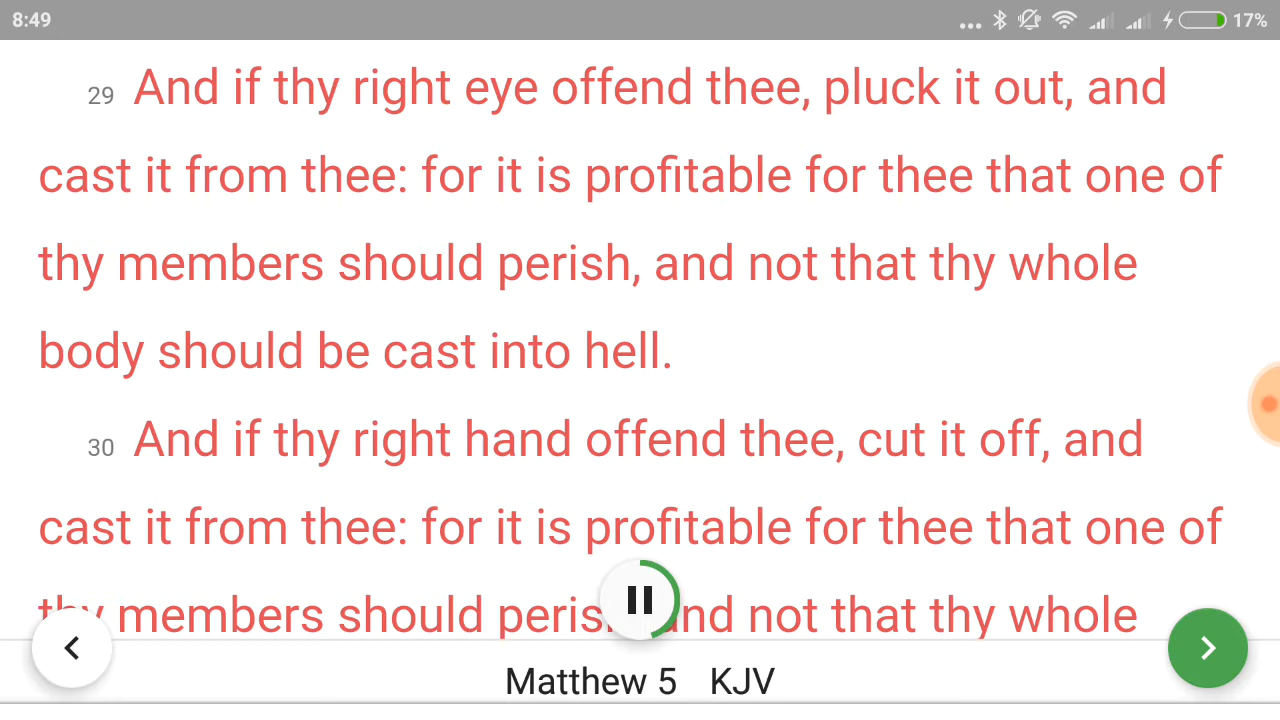 8:49
17%
29 And if thy right eye offend thee, pluck it out, and
cast it from thee: for it is profitable for thee that one of
thy members should perish, and not that thy whole
body should be cast into hell.
30 And if thy right hand offend thee, cut it off, and
cast it from thee: for it is profitable for thee that one of
thy members should perish and not that thy whole
Matthew 5 KJV